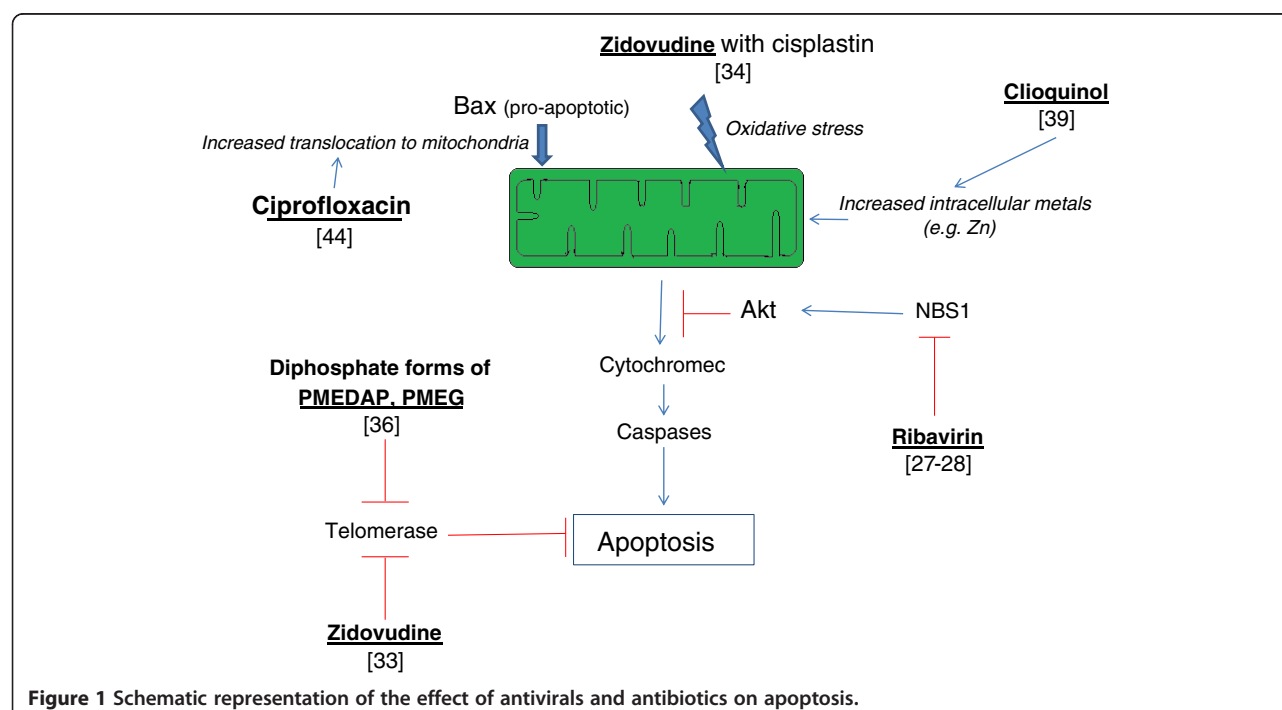 Zidovudine with cisplastin
[34]
Bax (pro-apoptotic)
Oxidative stress
Clioquinol
[39]
Increased translocation to mitochondria
Ciprofloxacin
[44]
Increased intracellular metals
(e.g. Zn)
Akt
NBS1
Cytochromec
Diphosphate forms of
PMEDAP, PMEG
[36]
Caspases
Ribavirin
[27-28]
Telomerase
Apoptosis
Zidovudine
[33]
Figure 1 Schematic representation of the effect of antivirals and antibiotics on apoptosis.